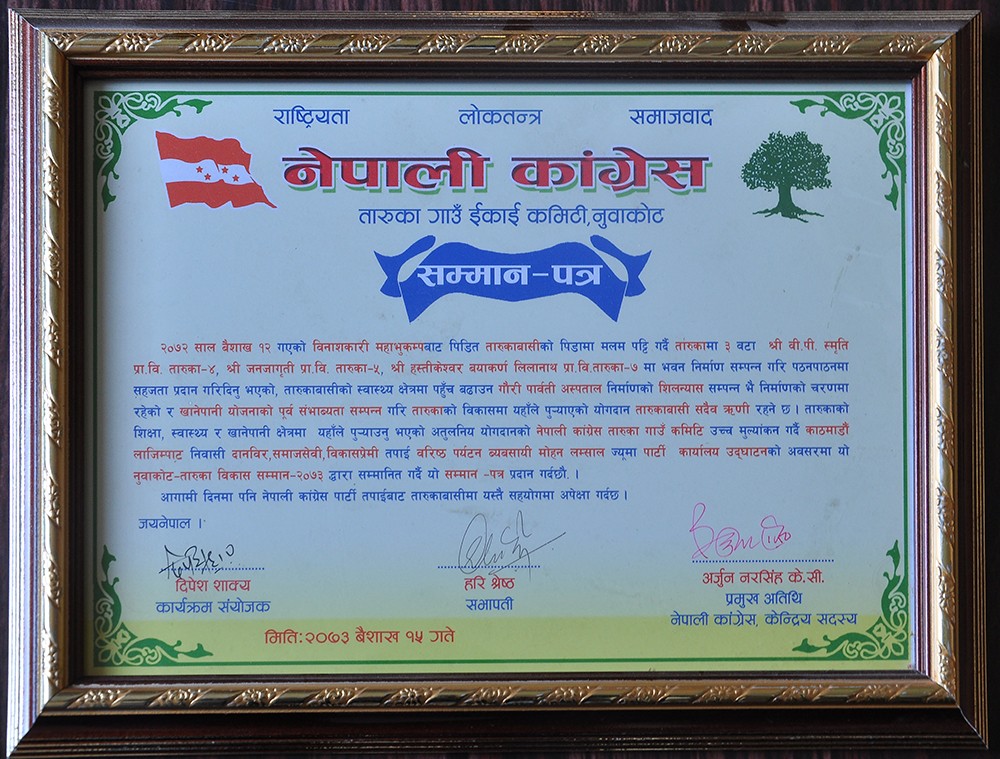 राष्ट्रियता लोकतन्त्र समाजवाद
नेपाली कांग्रेस
तारुका गाउँ ईकाई कमिटी,नुवाकोट
सम्मान-पत्र
२०७२ साल बैशाख १२ गएको विनाशकारी महाभुकम्पबाट पिडित तारुकाबासीको पिडामा मलम पट्टि गर्दै तारुकामा ३ वटा श्री वी.पी. स्मृति
प्रा.वि. तारुका-४, श्री जनजागृती प्रा.वि. तारुका-५, श्री हस्तीकेश्वर बयाकर्ण लिलानाथ प्रा.वि.तारुका-७ मा भवन निर्माण सम्पन्न गरि पठनपाठनमा
सहजता प्रदान गरिदिनु भएको, तारुकाबासीको स्वास्थ्य क्षेत्रमा पहुँच बढाउन गौरी पार्वती अस्पताल निर्माणको शिलन्यास सम्पन्न भै निर्माणको चरणमा
रहेको र खानेपानी योजनाको पूर्व संभाब्यता सम्पन्न गरि तारुकाको विकासमा यहाँले पुऱ्याएको योगदान तारुकाबासी सदैव ऋणी रहने छ । तारुकाको
शिक्षा, स्वास्थ्य र खानेपानी क्षेत्रमा यहाँले पुऱ्याउनु भएको अतुलनिय योगदानको नेपाली कांग्रेस तारुका गाउँ कमिटि उच्च मुल्यांकन गर्दै काठमाडौं
लाजिम्पाट निवासी दानविर,समाजसेवी,विकासप्रेमी तपाई बरिष्ठ पर्यटन ब्यबसायी मोहन लम्साल ज्यूमा पार्टी कार्यालय उद्घाटनको अवसरमा यो
नुवाकोट-तारुका विकास सम्मान-२०७३ द्वारा सम्मानित गर्दै यो सम्मान -पत्र प्रदान गर्दछौ.।
आगामी दिनमा पनि नेपाली कांग्रेस पार्टी तपाईबाट तारुकाबासीमा यस्तै सहयोगमा अपेक्षा गर्दछ ।
जयनेपाल ।
दिपेश शाक्य हरि श्रेष्ठ अर्जुन नरसिंह के.सी.
कार्यक्रम संयोजक सभापती प्रमुख अतिथि
नेपाली कांग्रेस, केन्द्रिय सदस्य
मिति:२०७३ बैशाख १५ गते